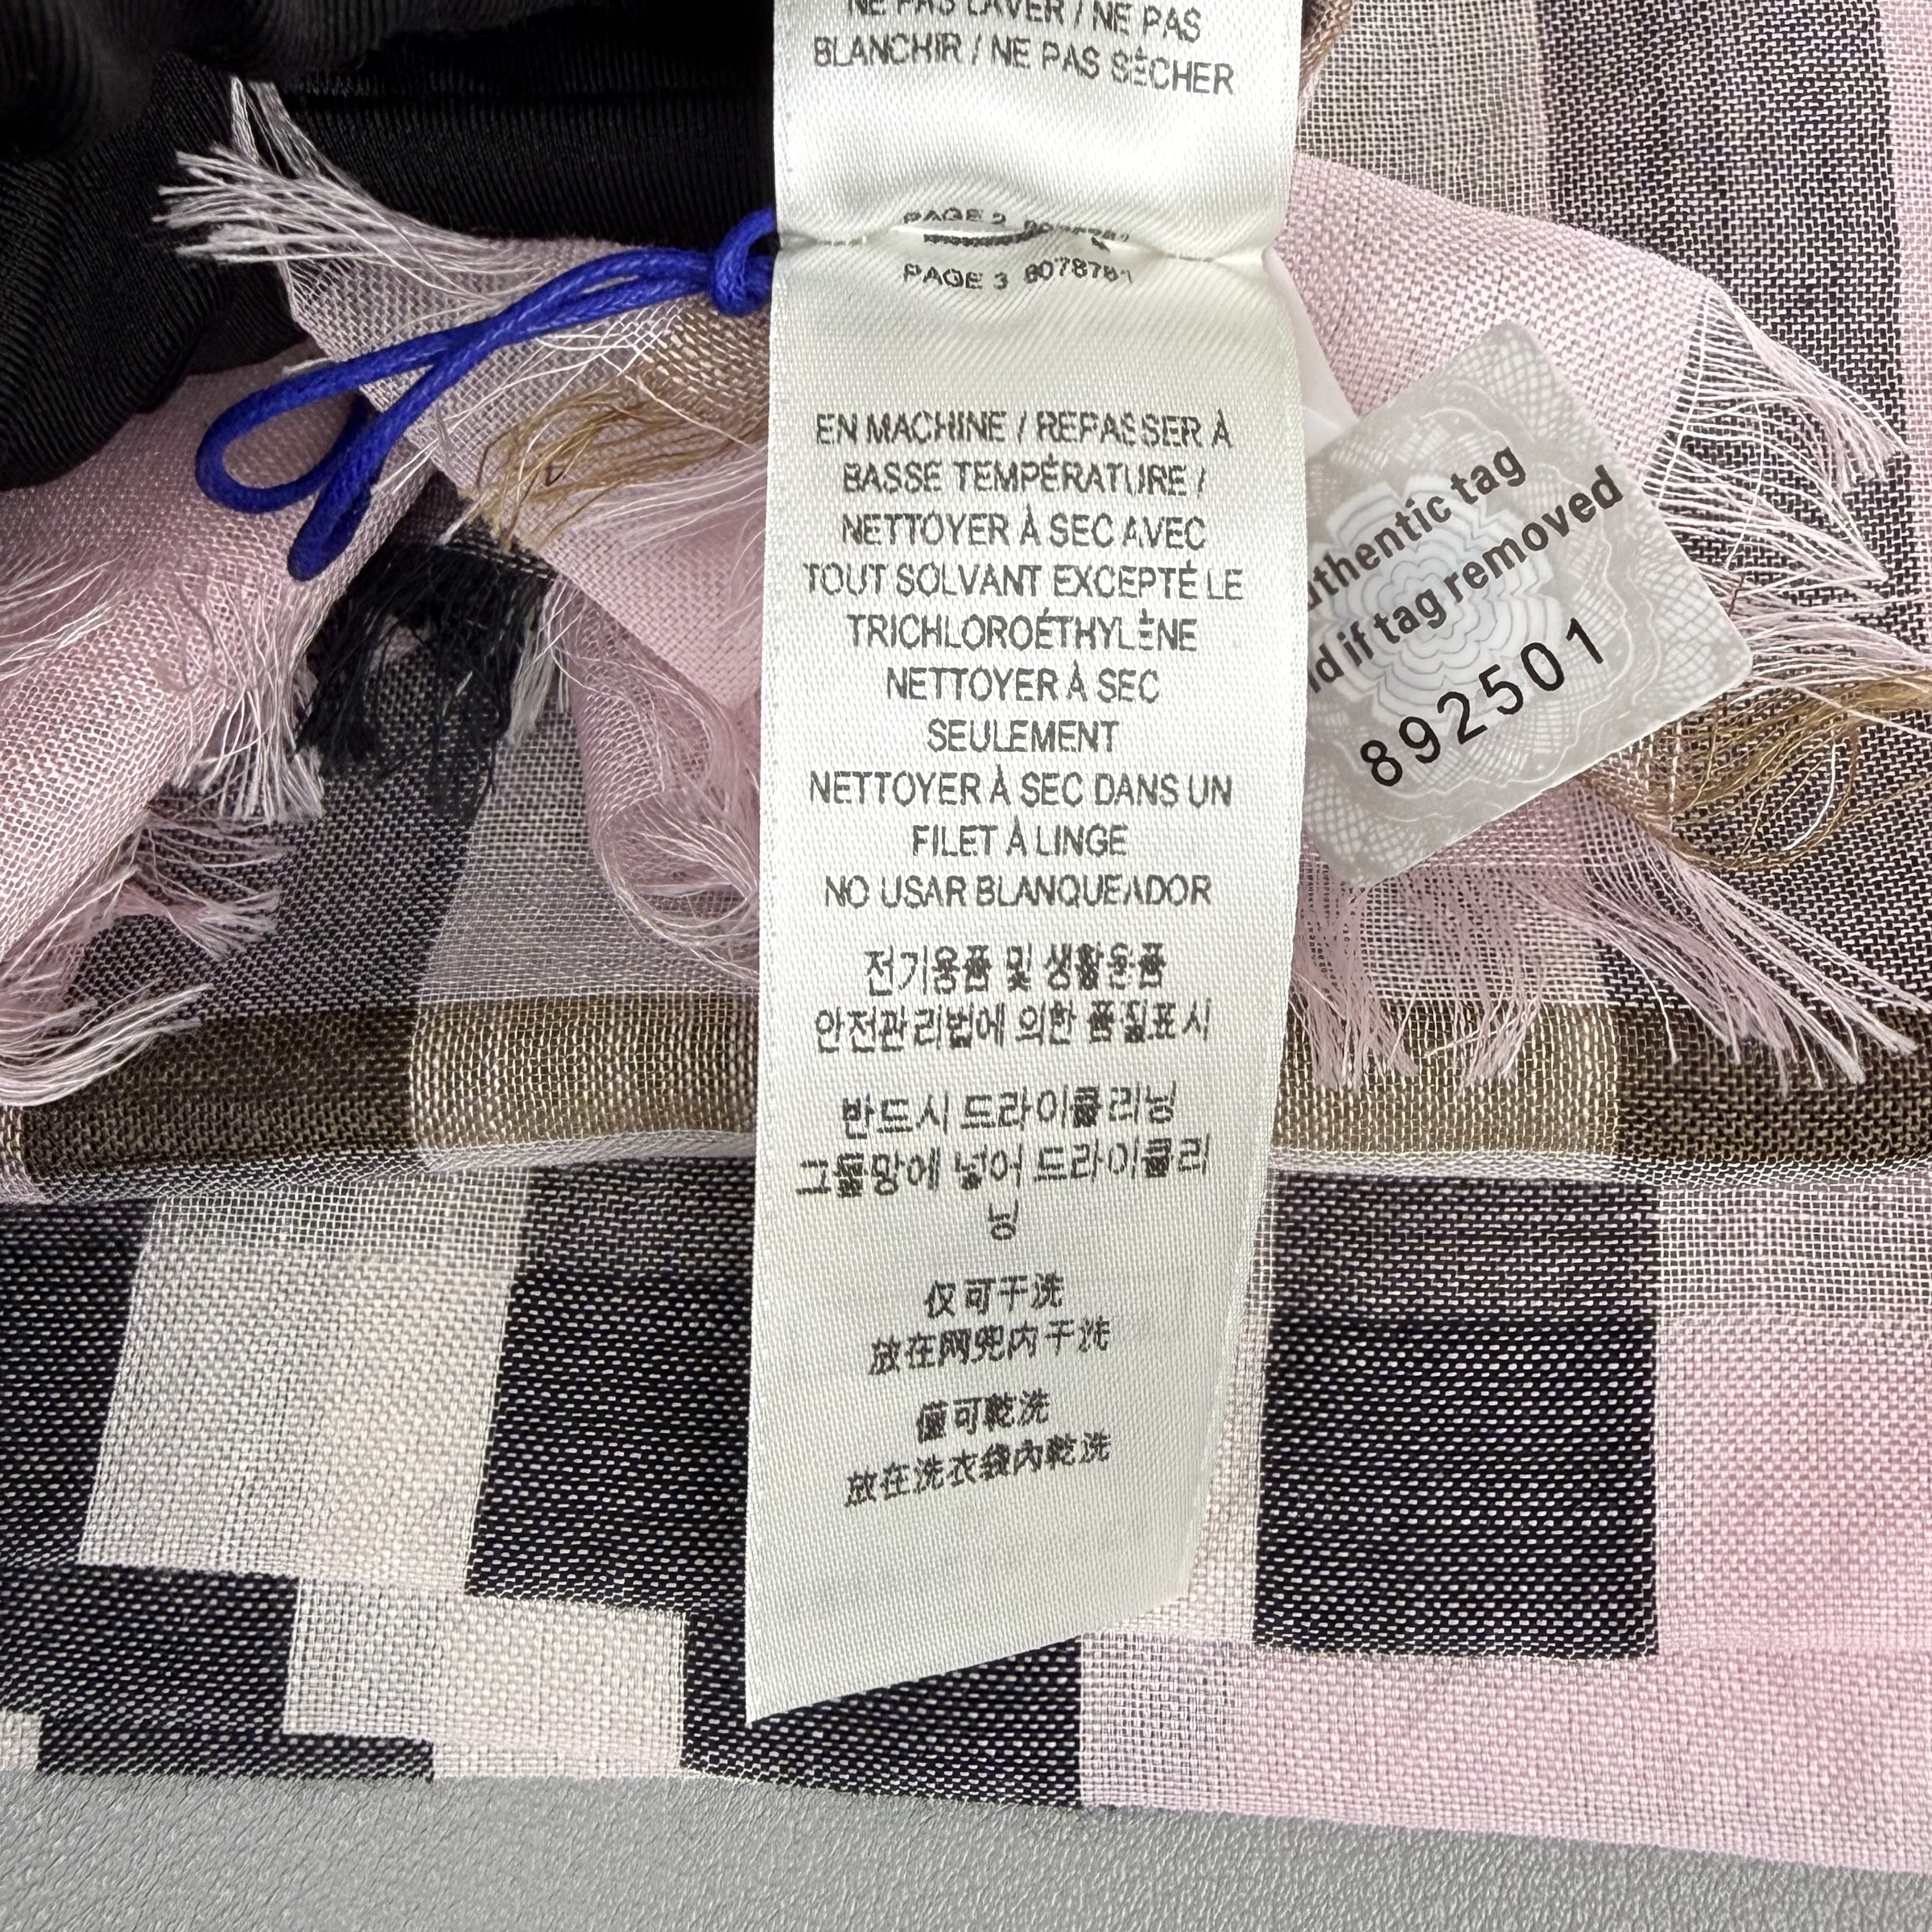 NE PAS LAVER / NE PAS
BLANCHIR / NE PAS SÈCHER
PAGE 2
PAGE 3 8078781
EN MACHINE / REPASSER À
BASSE TEMPÉRATURE /
NETTOYER À SEC AVEC
TOUT SOLVANT EXCEPTÉ LE
TRICHLOROÉTHYLÈNE
NETTOYER À SEC
SEULEMENT
NETTOYER À SEC DANS UN
FILET À LINGE
NO USAR BLANQUEADOR
전기용품 및 생활용품
안전관리법에 의한 품질표시
반드시 드라이클리닝
그물망에 넣어 드라이클리
닝
仅可干洗
放在网兜内干洗
僅可乾洗
放在洗衣袋內乾洗
uthentic tag
id if tag removed
892501